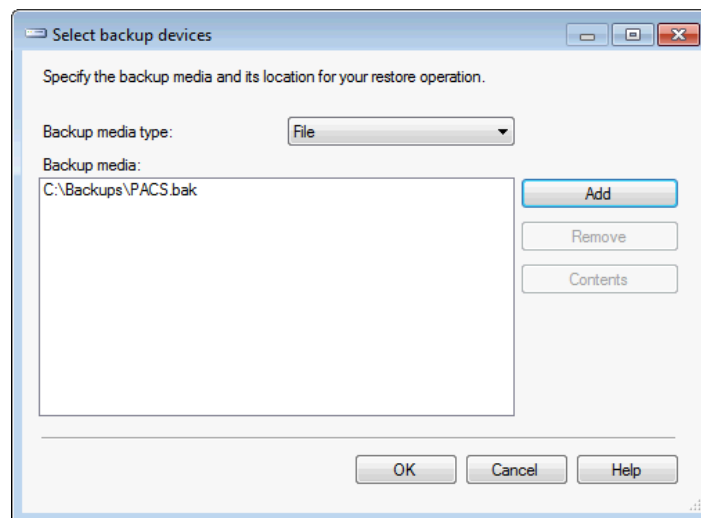 Select backup devices
Specify the backup media and its location for your restore operation.
Backup media type:
File
Backup media:
C:\Backups\PACS.bak
Add
Remove
Contents
OK
Cancel
Help